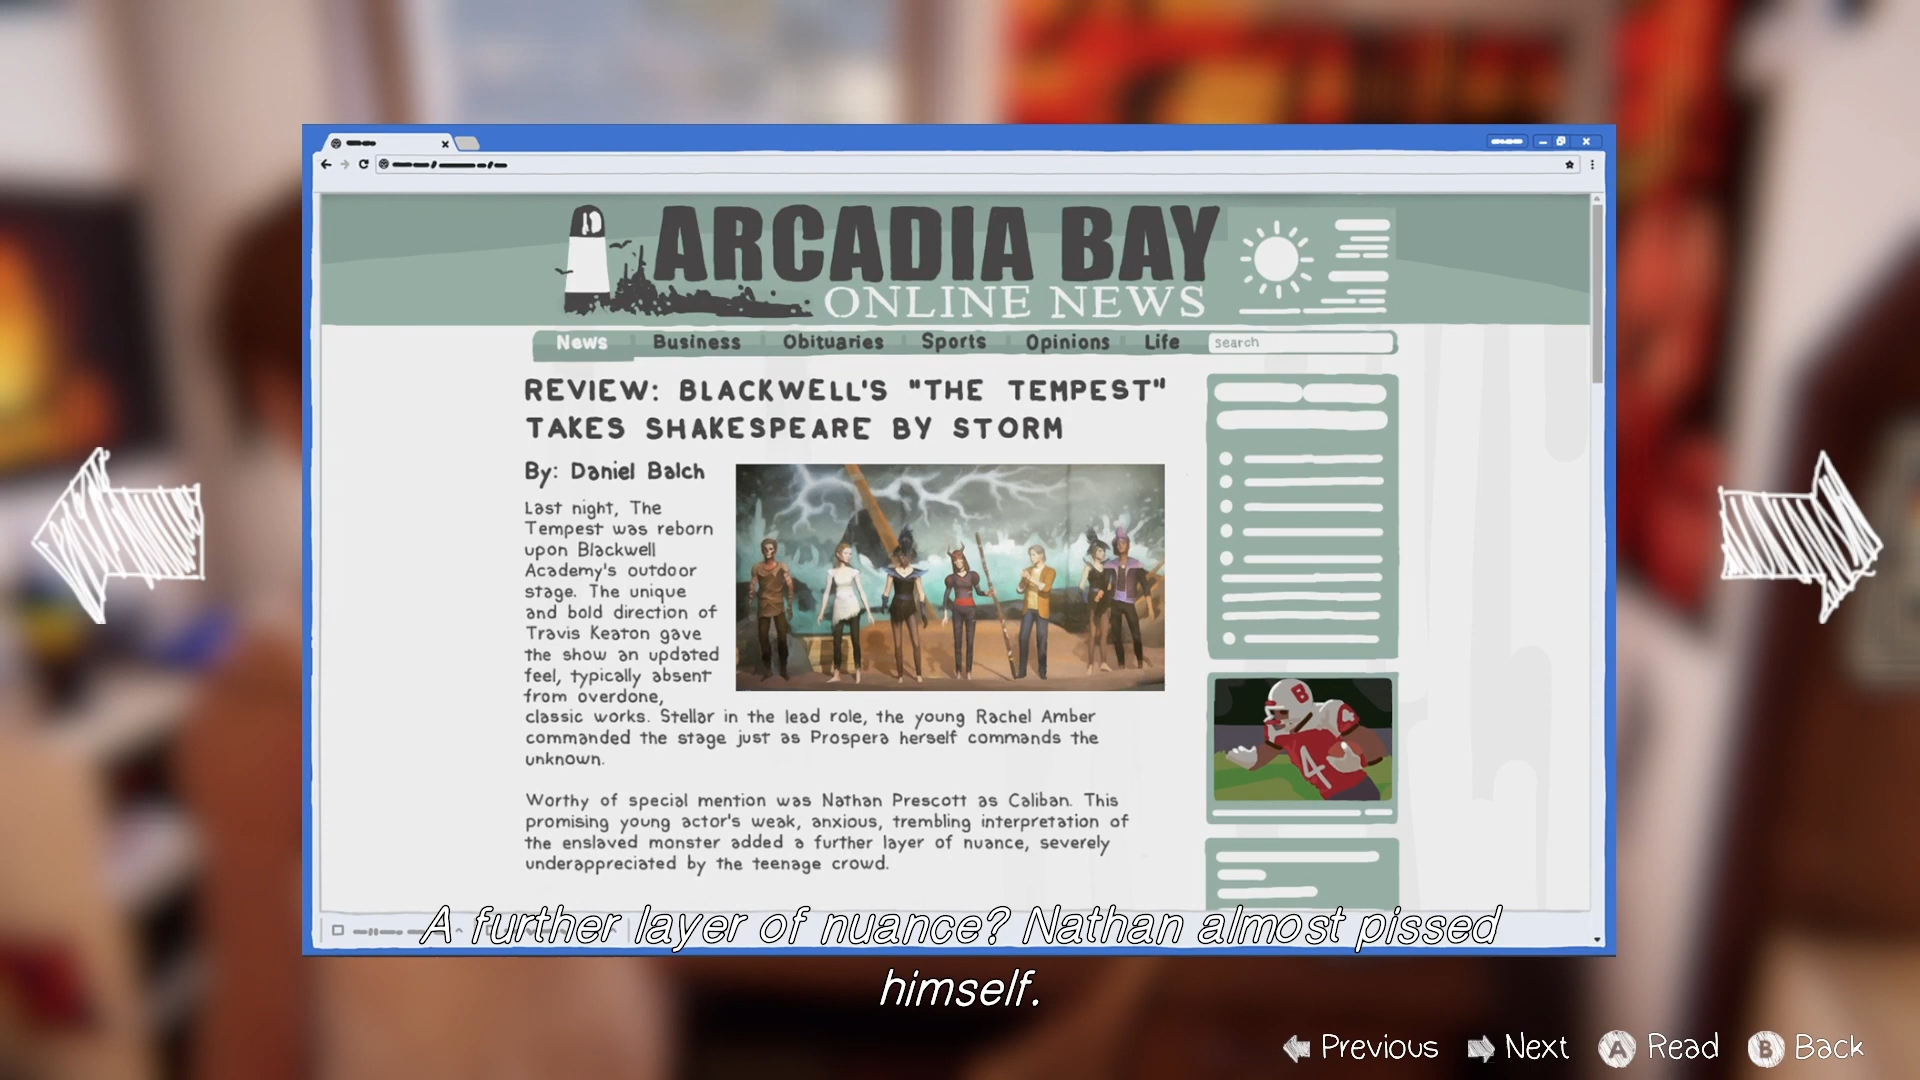 ARCADIA BAY
ONLINE NEWS
News Business Obituaries Sports Opinions Life search
REVIEW: BLACKWELL'S "THE TEMPEST"
TAKES SHAKESPEARE BY STORM
By: Daniel Balch
Last night, The
Tempest was reborn
upon Blackwell
Academy's outdoor
stage. The unique
and bold direction of
Travis Keaton gave
the show an updated
feel, typically absent
from overdone,
classic works. Stellar in the lead role, the young Rachel Amber
commanded the stage just as Prospera herself commands the
unknown.
Worthy of special mention was Nathan Prescott as Caliban. This
promising young actor's weak, anxious, trembling interpretation of
the enslaved monster added a further layer of nuance, severely
underappreciated by the teenage crowd.
B
4
4
A further layer of nuance? Nathan almost pissed
himself.
Previous Next A Read B Back